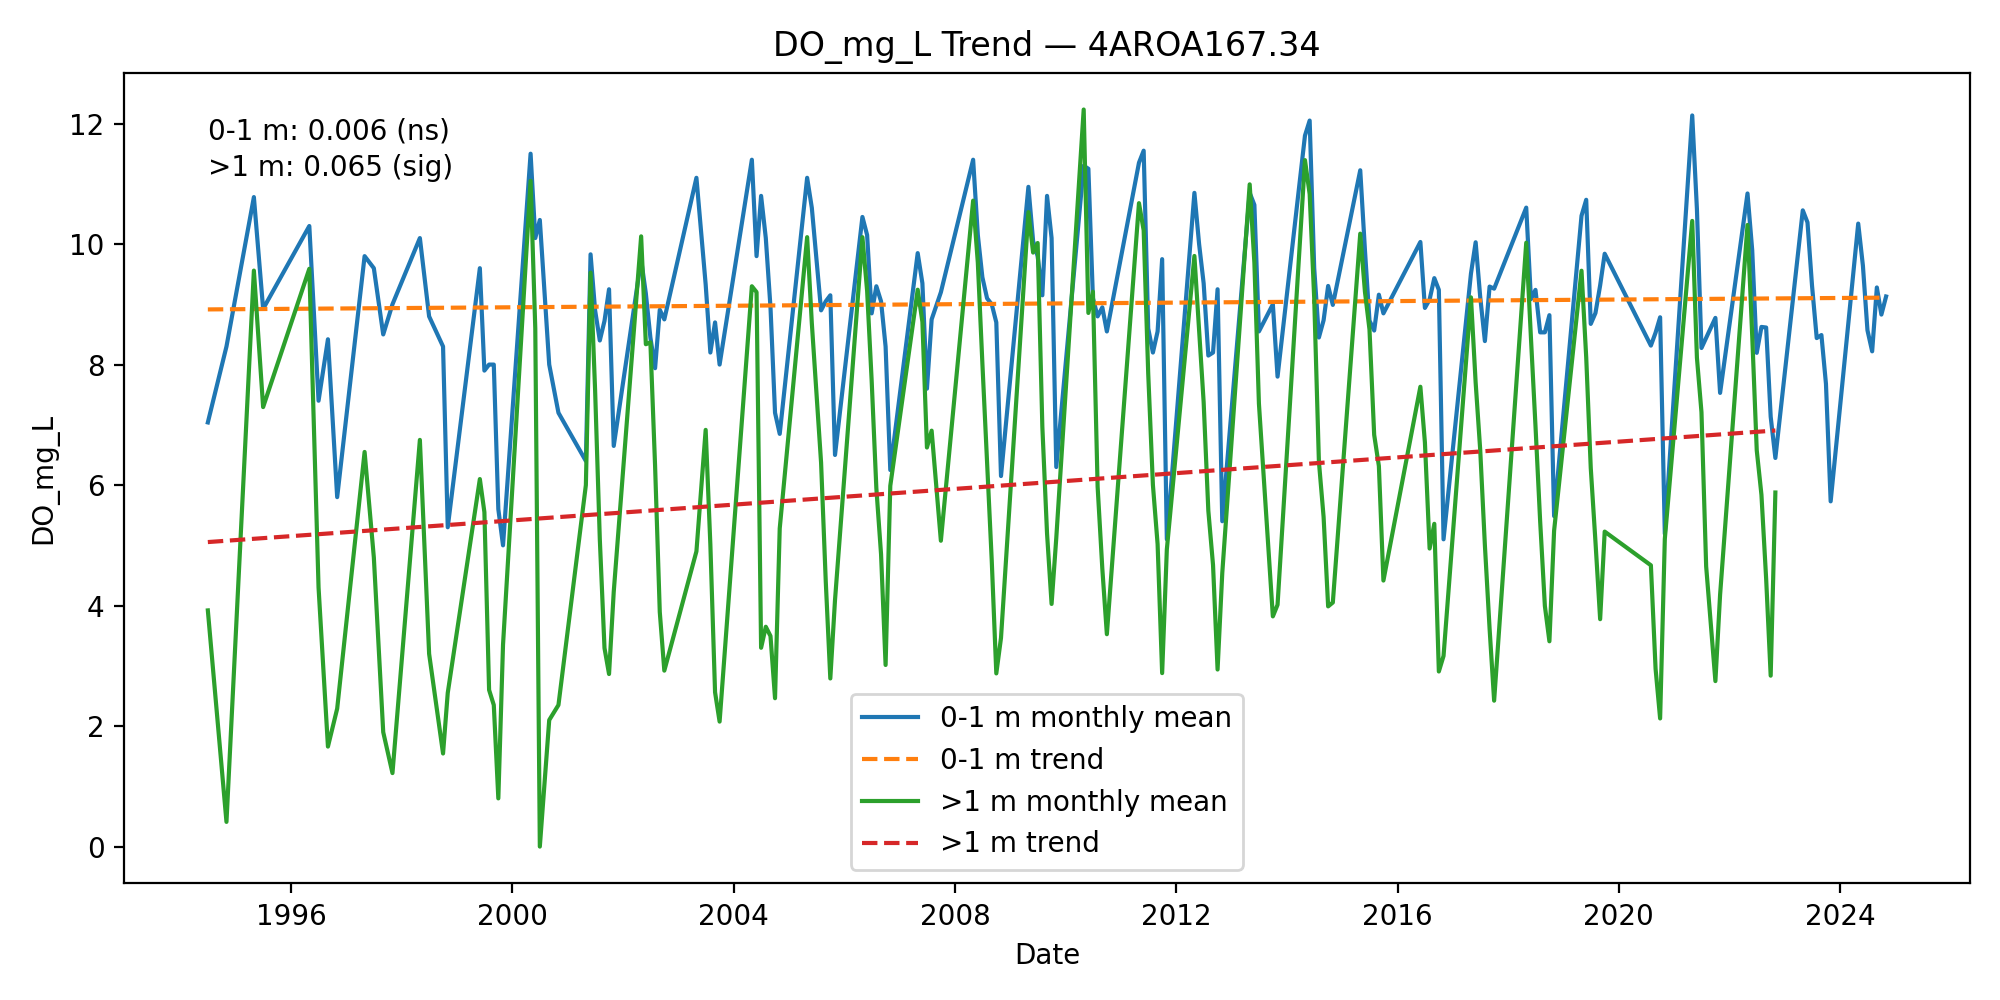 DO_mg_L Trend — 4AROA167.34
0-1 m: 0.006 (ns)
>1 m: 0.065 (sig)
12
10
8
6
4
2
0
DO_mg_L
0-1 m monthly mean
0-1 m trend
>1 m monthly mean
>1 m trend
1996 2000 2004 2008 2012 2016 2020 2024
Date